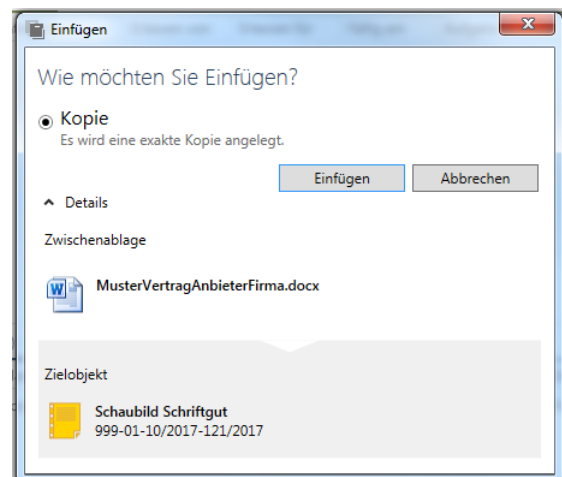 Einfügen
Wie möchten Sie Einfügen?
Kopie
Es wird eine exakte Kopie angelegt.
Einfügen Abbrechen
Details
Zwischenablage
MusterVertragAnbieterFirma.docx
Zielobjekt
Schaubild Schriftgut
999-01-10/2017-121/2017